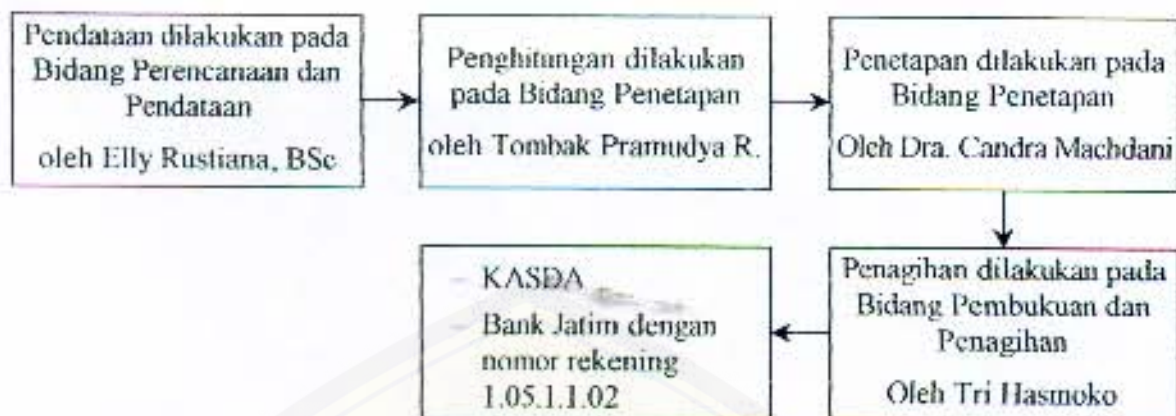 Pendataan dilakukan pada
Bidang Perencanaan dan
Pendataan
oleh Elly Rustiana, BSc
Penghitungan dilakukan
pada Bidang Penetapan
oleh Tombak Pramudya R.
Penetapan dilakukan pada
Bidang Penetapan
Oleh Dra. Candra Machdani
Penagihan dilakukan pada
Bidang Pembukuan dan
Penagihan
Oleh Tri Hasmoko
- KASDA
- Bank Jatim dengan
nomor rekening
1.05.1.1.02